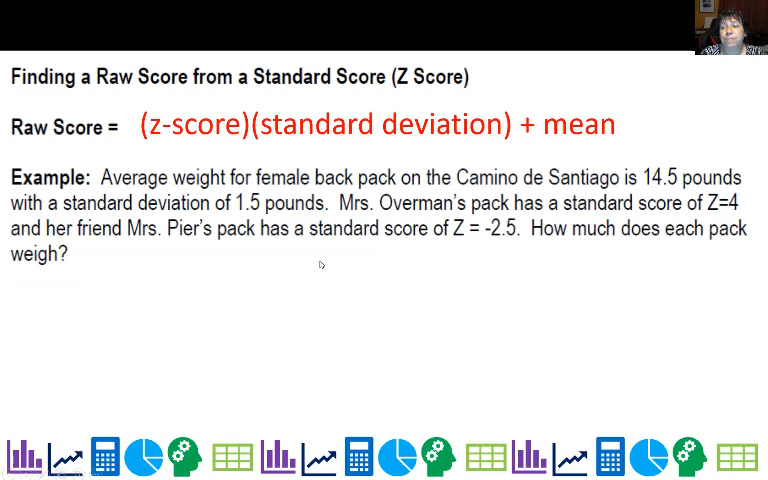 Finding a Raw Score from a Standard Score (Z Score)
Raw Score = (z-score)(standard deviation) + mean
Example: Average weight for female back pack on the Camino de Santiago is 14.5 pounds
with a standard deviation of 1.5 pounds. Mrs. Overman's pack has a standard score of Z=4
and her friend Mrs. Pier's pack has a standard score of Z = -2.5. How much does each pack
weigh?